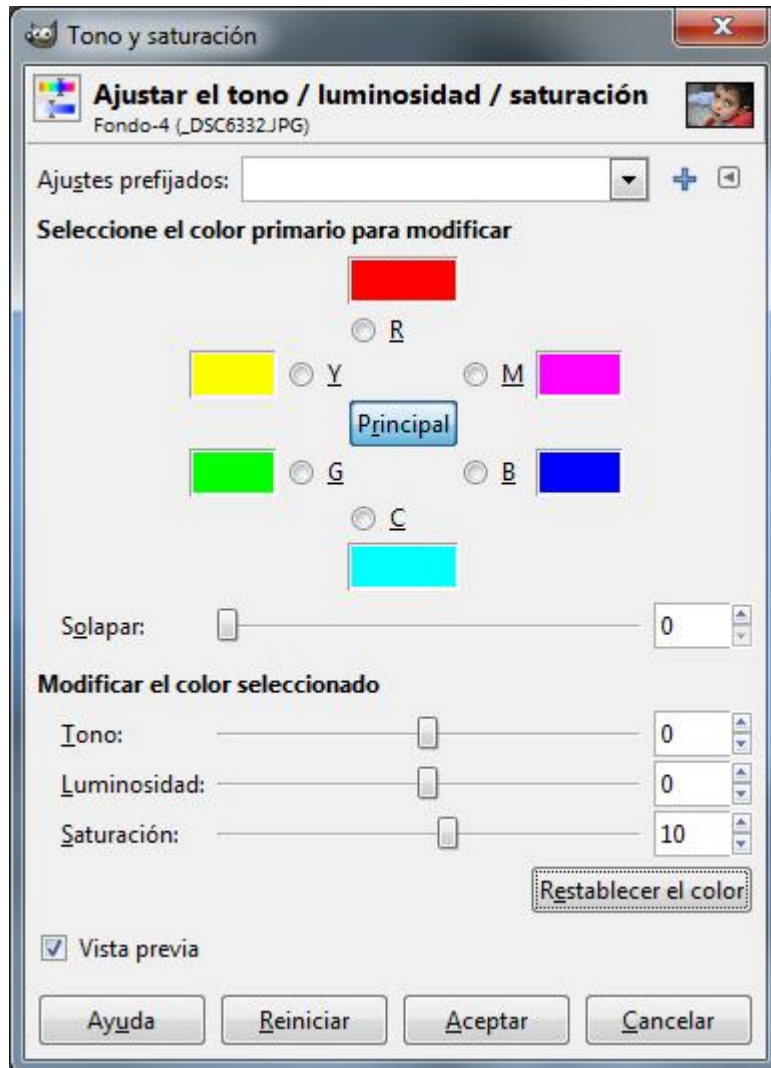 Tono y saturación
Ajustar el tono / luminosidad / saturación
Fondo-4 (_DSC6332.JPG)
Ajustes prefijados:
Seleccione el color primario para modificar
R
Y M
Principal
G B
C
Solapar: 0
Modificar el color seleccionado
Tono: 0
Luminosidad: 0
Saturación: 10
Restablecer el color
Vista previa
Ayuda Reiniciar Aceptar Cancelar